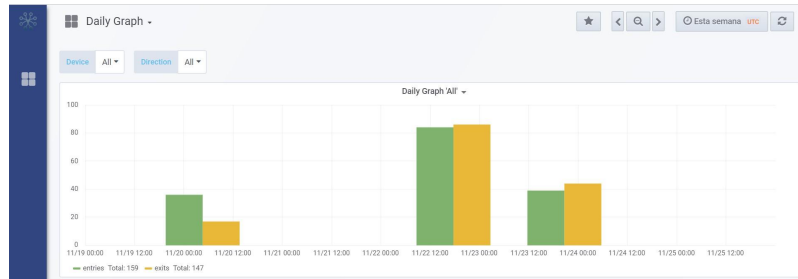 Daily Graph
Esta semana UTC
Device All Direction All
Daily Graph 'All'
100
80
60
40
20
0
11/19 00:00 11/19 12:00 11/20 00:00 11/20 12:00 11/21 00:00 11/21 12:00 11/22 00:00 11/22 12:00 11/23 00:00 11/23 12:00 11/24 00:00 11/24 12:00 11/25 00:00 11/25 12:00
entries Total: 159 exits Total: 147